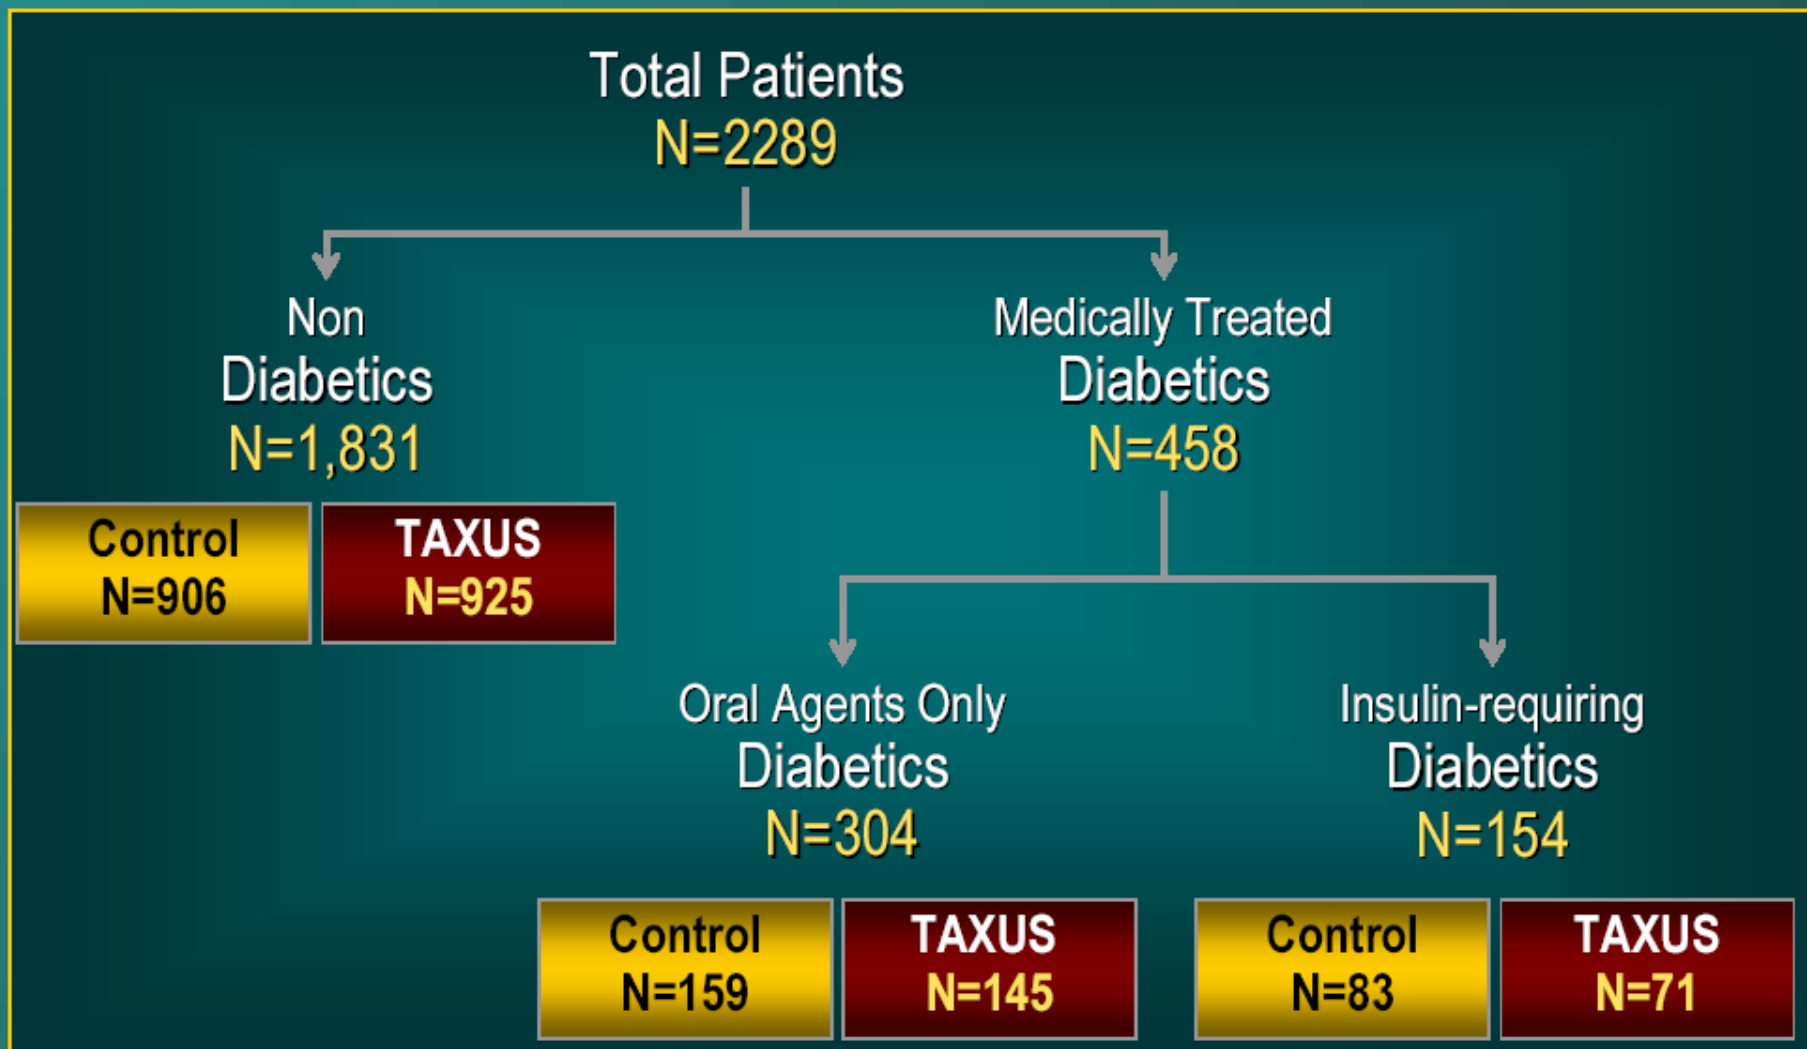 Total Patients
N=2289
Non
Diabetics
N=1,831
Control
N=906
TAXUS
N=925
Medically Treated
Diabetics
N=458
Oral Agents Only
Diabetics
N=304
Control
N=159
TAXUS
N=145
Insulin-requiring
Diabetics
N=154
Control
N=83
TAXUS
N=71